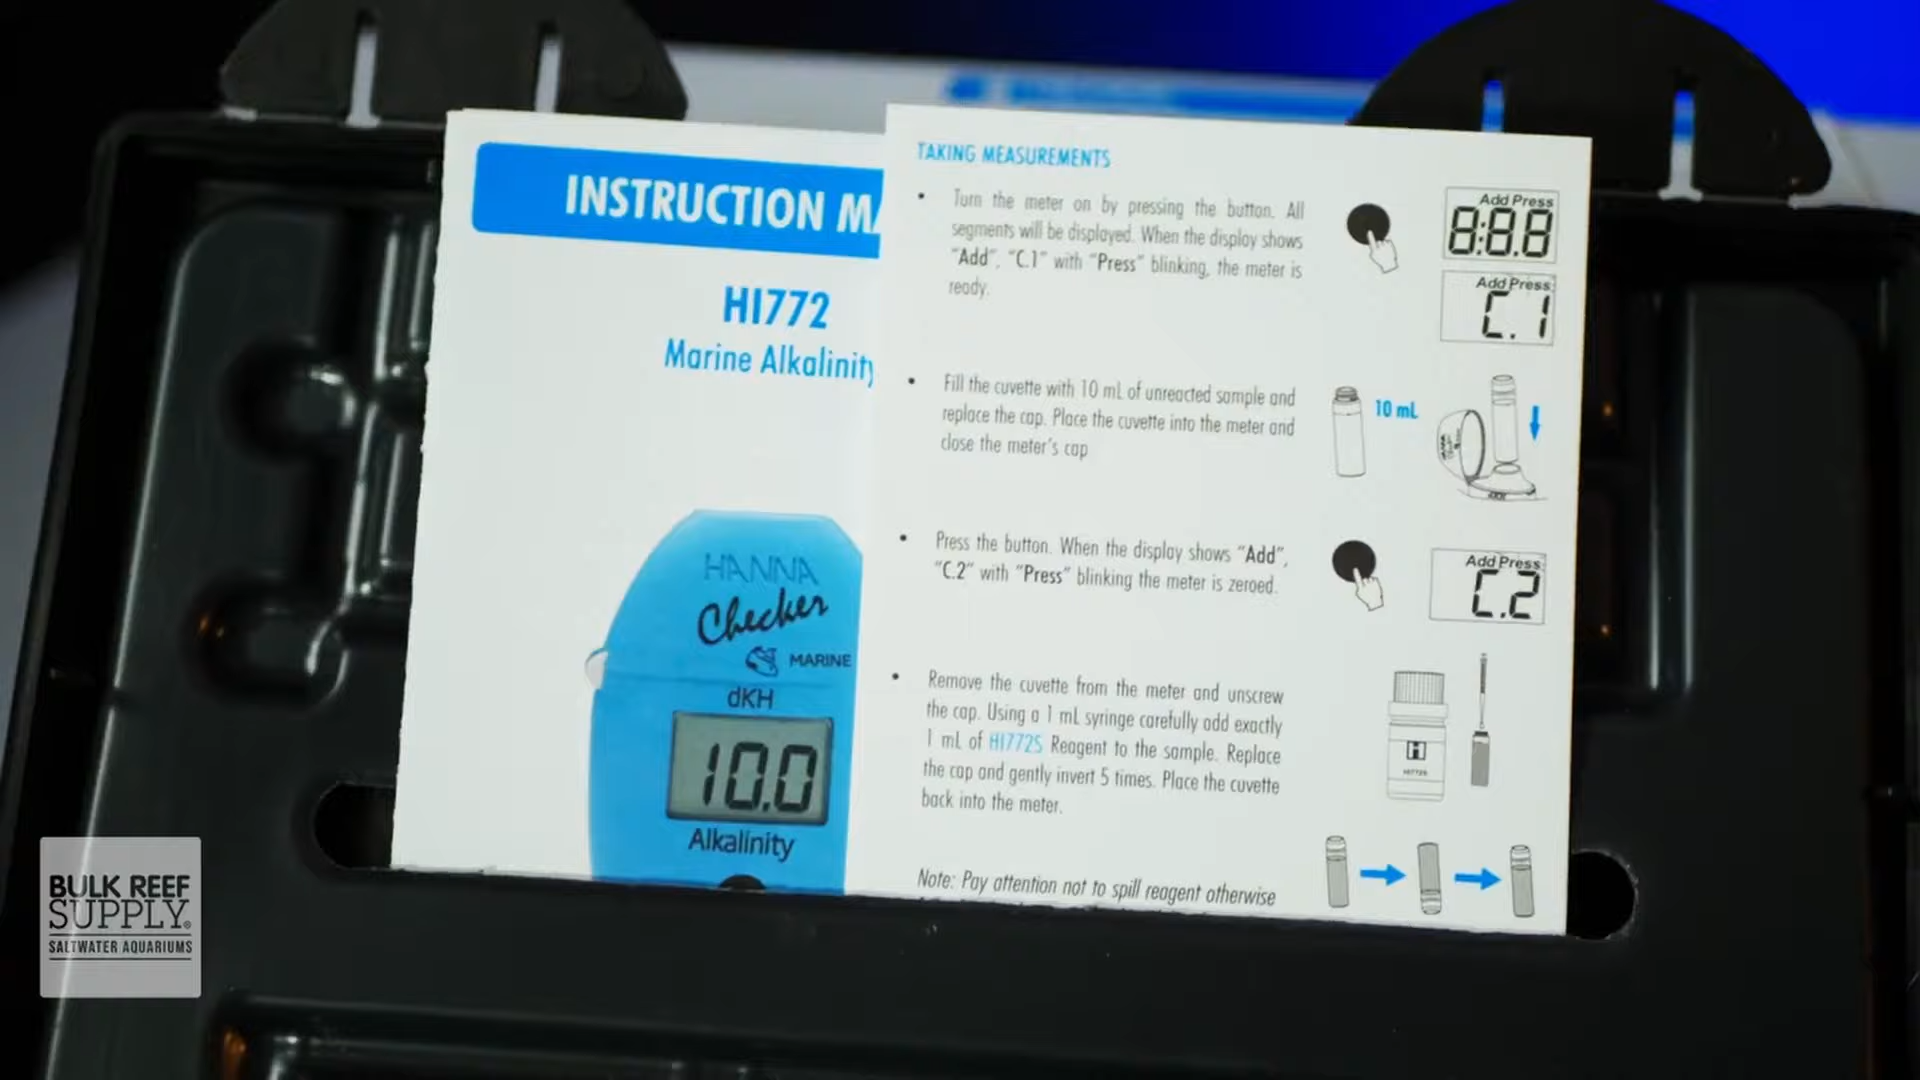 INSTRUCTION MA
HI772
Marine Alkalinity
HANNA
Checker
MARINE
dKH
10.0
Alkalinity
TAKING MEASUREMENTS
• Turn the meter on by pressing the button. All
segments will be displayed. When the display shows
"Add", "C.1" with "Press" blinking, the meter is
ready.
Add Press
8:8.8
Add Press
C.1
• Fill the cuvette with 10 mL of unreacted sample and
replace the cap. Place the cuvette into the meter and
close the meter's cap
10 mL
• Press the button. When the display shows "Add",
"C.2" with "Press" blinking the meter is zeroed.
Add Press
C.2
• Remove the cuvette from the meter and unscrew
the cap. Using a 1 mL syringe carefully add exactly
1 mL of HI772S Reagent to the sample. Replace
the cap and gently invert 5 times. Place the cuvette
back into the meter.
HI772S
Note: Pay attention not to spill reagent otherwise
BULK REEF
SUPPLY®
SALTWATER AQUARIUMS